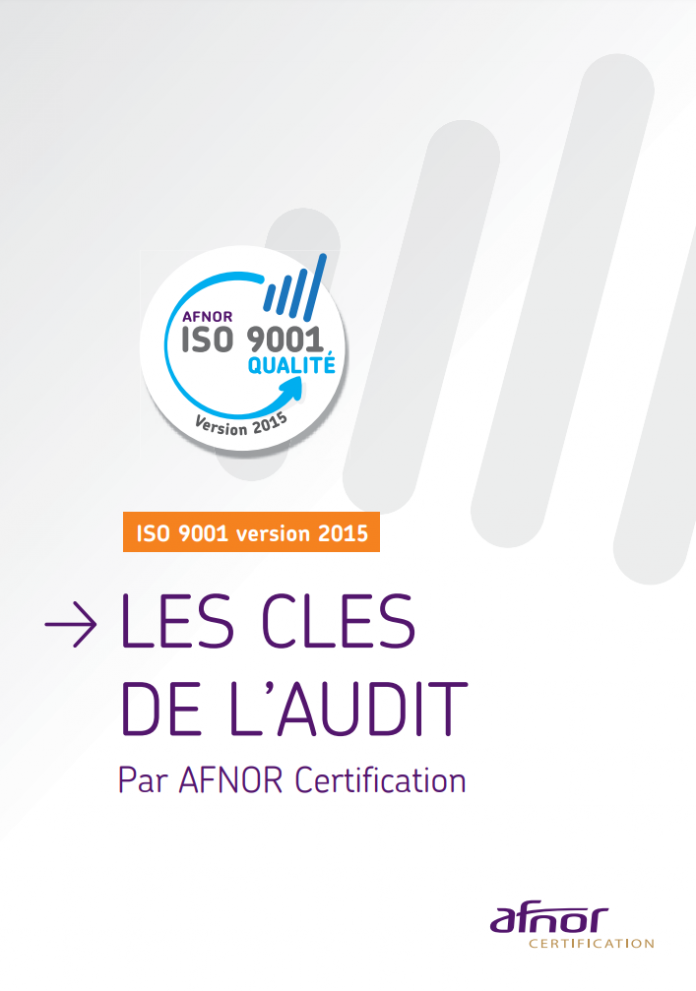 AFNOR
ISO 9001
QUALITÉ
Version 2015
ISO 9001 version 2015
→ LES CLES
DE L'AUDIT
Par AFNOR Certification
afnor
CERTIFICATION